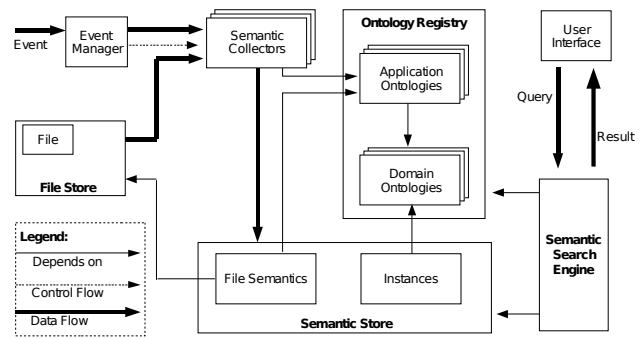 Event
Event
Manager
Semantic
Collectors
Ontology Registry
Application
Ontologies
Domain
Ontologies
User
Interface
Query
Result
File
File Store
Legend:
Depends on
Control Flow
Data Flow
File Semantics
Instances
Semantic Store
Semantic
Search
Engine